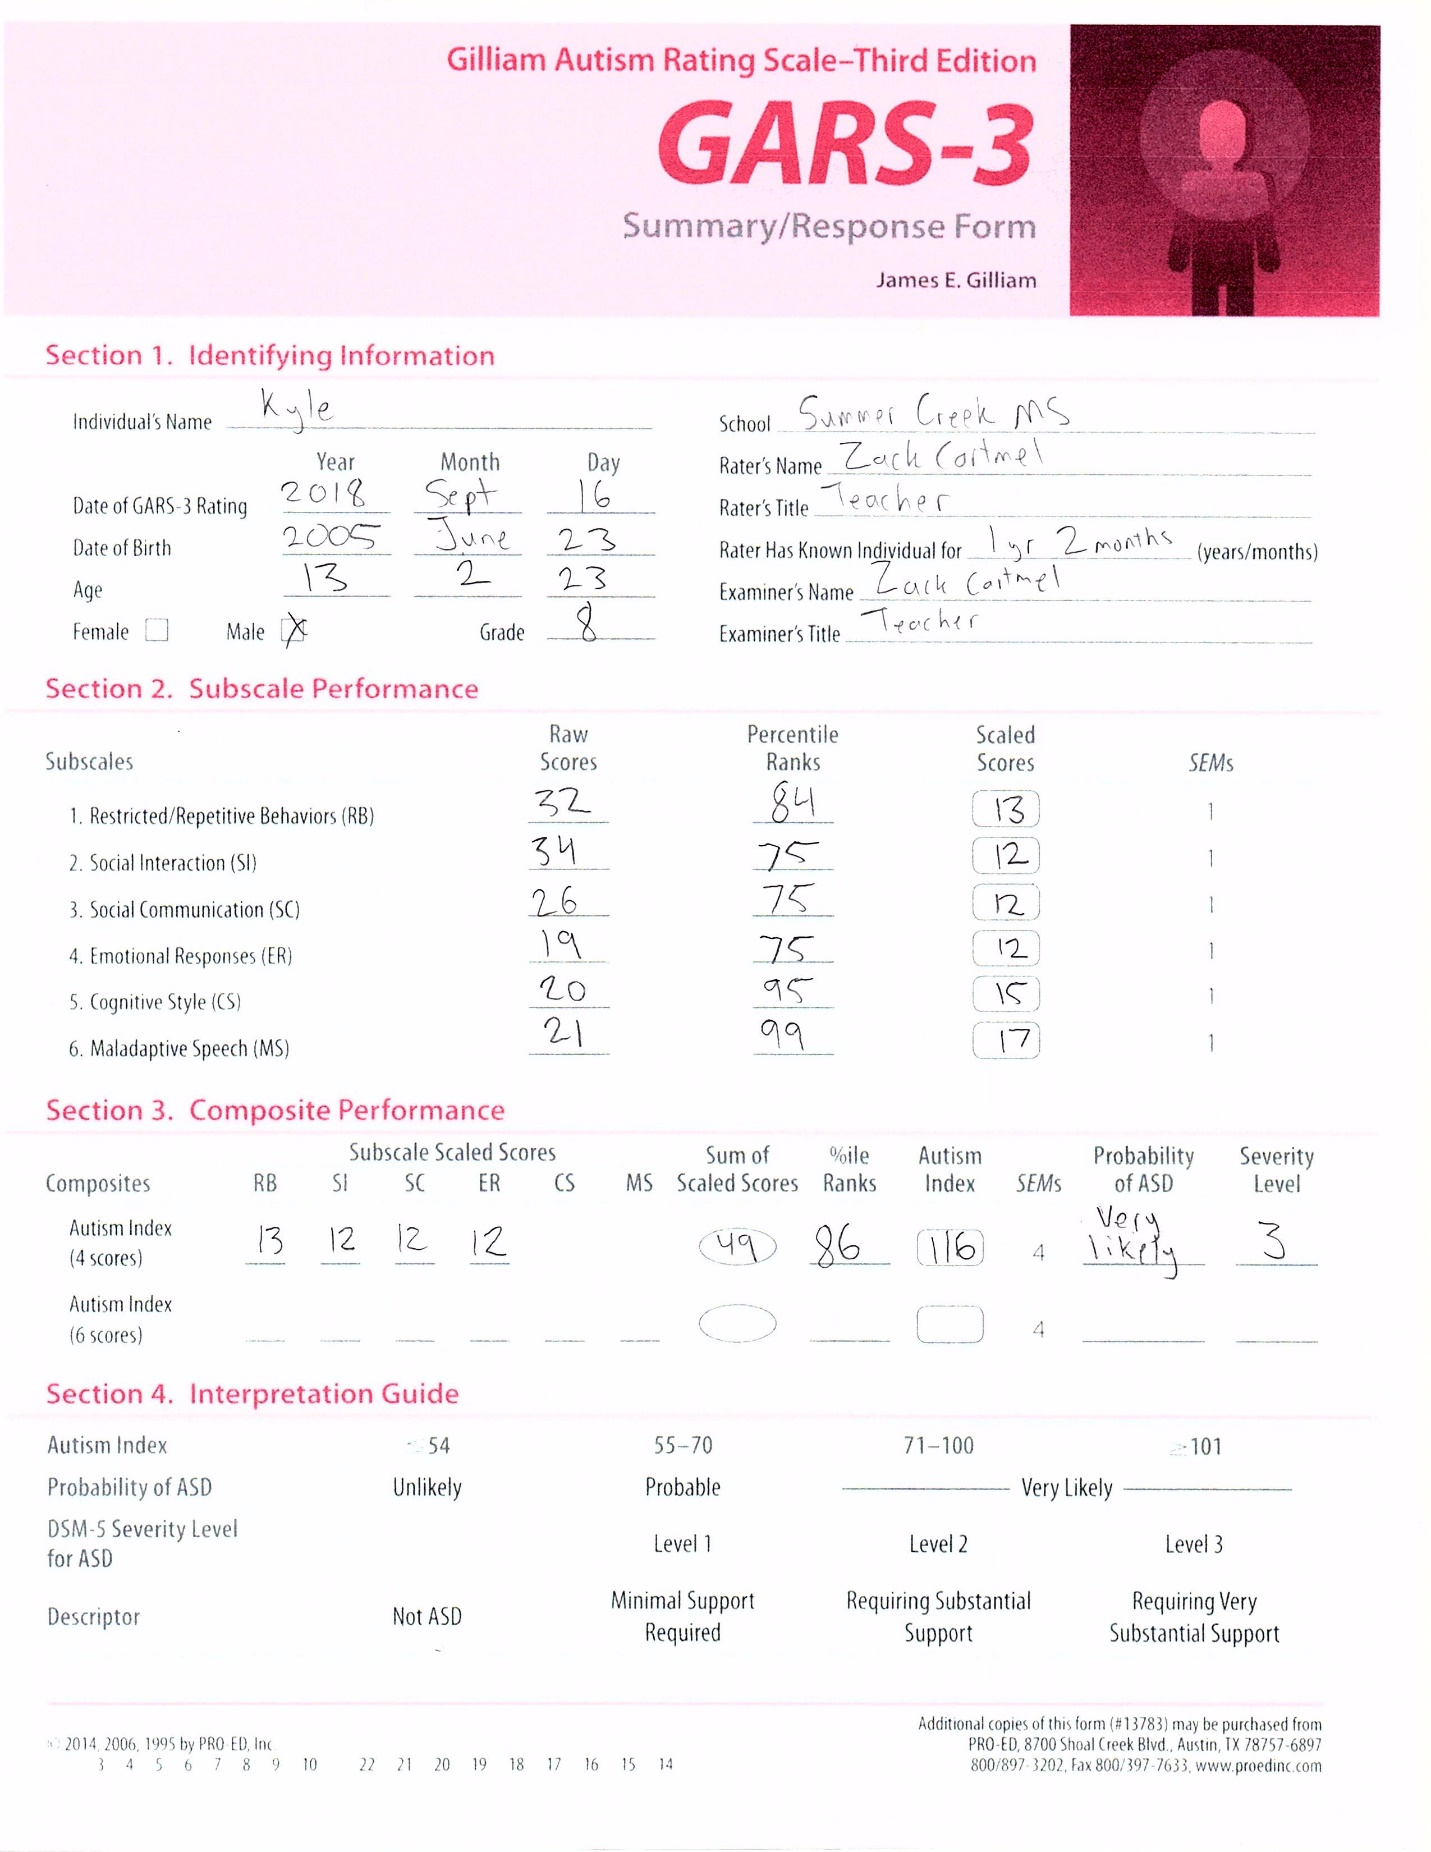 Gilliam Autism Rating Scale–Third Edition
GARS-3
Summary/Response Form
James E. Gilliam
Section 1. Identifying Information
Individual's Name Kyle
School Summer Creek MS
Year Month Day
Rater's Name Zack Cortmel
Date of GARS-3 Rating 2018 Sept 16
Rater's Title Teacher
Date of Birth 2005 June 23
Rater Has Known Individual for 1 yr 2 months (years/months)
Age 13 2 23
Examiner's Name Zack Cortmel
Female Male X Grade 8
Examiner's Title Teacher
Section 2. Subscale Performance
Subscales Raw Scores Percentile Ranks Scaled Scores SEMs
1. Restricted/Repetitive Behaviors (RB) 32 84 13 1
2. Social Interaction (SI) 34 75 12 1
3. Social Communication (SC) 26 75 12 1
4. Emotional Responses (ER) 19 75 12 1
5. Cognitive Style (CS) 20 95 15 1
6. Maladaptive Speech (MS) 21 99 17 1
Section 3. Composite Performance
Subscale Scaled Scores
Composites RB SI SC ER CS MS Sum of Scaled Scores %ile Ranks Autism Index SEMs Probability of ASD Severity Level
Autism Index (4 scores) 13 12 12 12 49 86 116 4 Very likely 3
Autism Index (6 scores) 4
Section 4. Interpretation Guide
Autism Index 54 55–70 71–100 ≥101
Probability of ASD Unlikely Probable Very Likely
DSM-5 Severity Level for ASD Level 1 Level 2 Level 3
Descriptor Not ASD Minimal Support Required Requiring Substantial Support Requiring Very Substantial Support
© 2014, 2006, 1995 by PRO-ED, Inc
3 4 5 6 7 8 9 10 22 21 20 19 18 17 16 15 14
Additional copies of this form (#13783) may be purchased from
PRO-ED, 8700 Shoal Creek Blvd., Austin, TX 78757-6897
800/897-3202, Fax 800/397-7633, www.proedinc.com